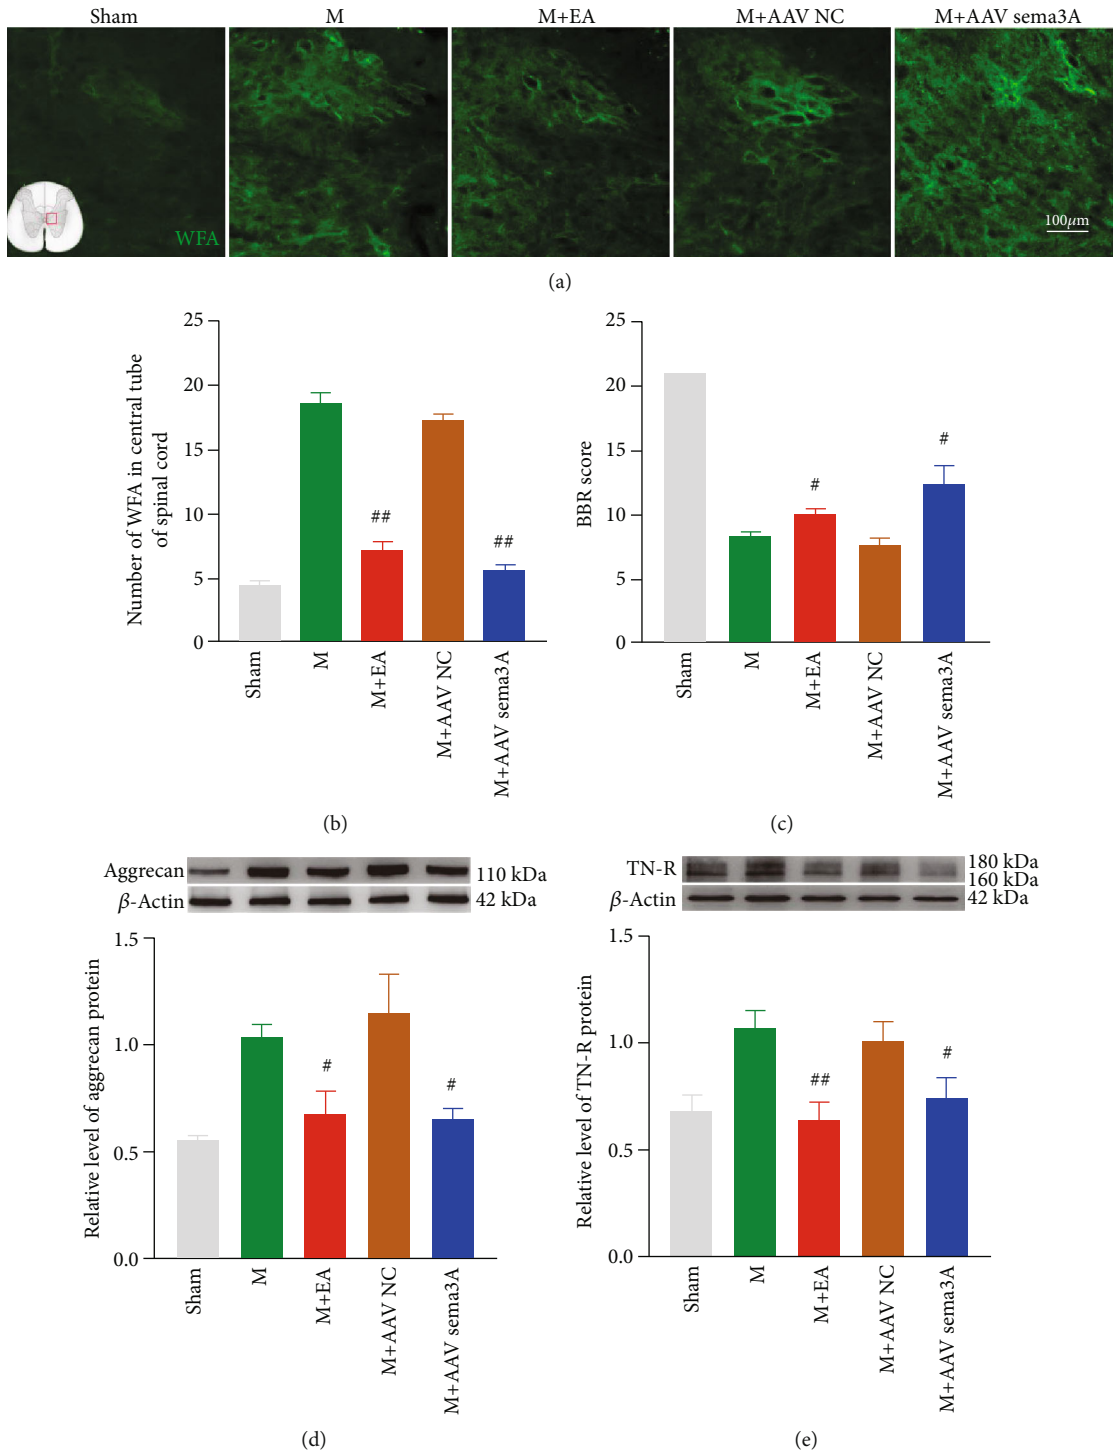 Sham M M+EA M+AAV NC M+AAV sema3A
WFA
100μm
(a)
Number of WFA in central tube
of spinal cord
25
20
15
10
5
0
##
##
Sham
M
M+EA
M+AAV NC
M+AAV sema3A
(b)
BBR score
25
20
15
10
5
0
#
#
Sham
M
M+EA
M+AAV NC
M+AAV sema3A
(c)
Aggrecan 110 kDa
β-Actin 42 kDa
Relative level of aggrecan protein
1.5
1.0
0.5
0.0
#
#
Sham
M
M+EA
M+AAV NC
M+AAV sema3A
(d)
TN-R 180 kDa
160 kDa
β-Actin 42 kDa
Relative level of TN-R protein
1.5
1.0
0.5
0.0
##
#
Sham
M
M+EA
M+AAV NC
M+AAV sema3A
(e)